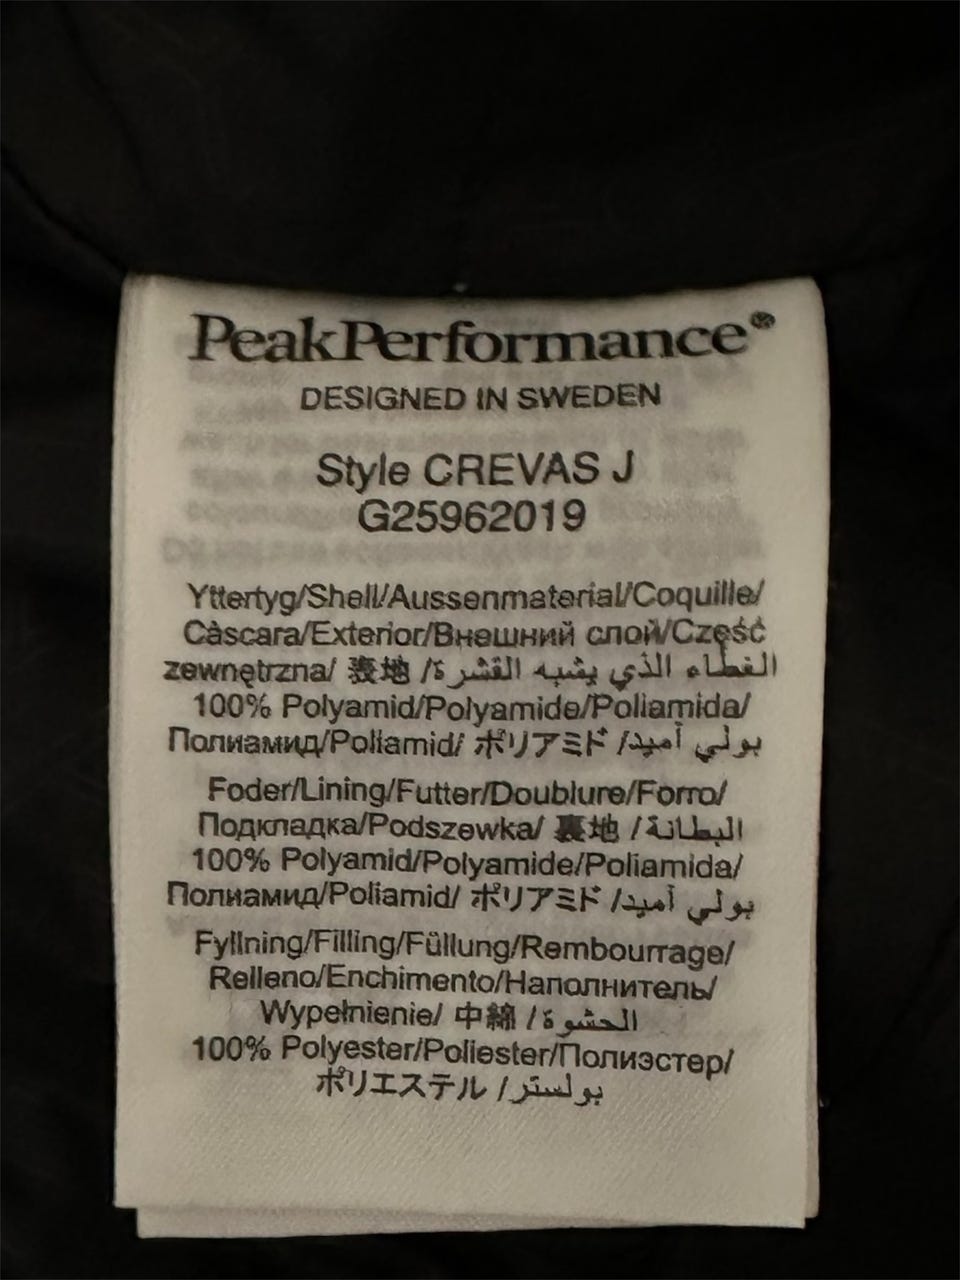 PeakPerformance®
DESIGNED IN SWEDEN
Style CREVAS J
G25962019
Yttertyg/Shell/Aussenmaterial/Coquille/
Càscara/Exterior/Внешний слой/Część
zewnętrzna/ 表地 /الغطاء الذي يشبه القشرة
100% Polyamid/Polyamide/Poliamida/
Полиамид/Poliamid/ ポリアミド /بولي أميد
Foder/Lining/Futter/Doublure/Forro/
Подкладка/Podszewka/ 裏地 /البطانة
100% Polyamid/Polyamide/Poliamida/
Полиамид/Poliamid/ ポリアミド /بولي أميد
Fyllning/Filling/Füllung/Rembourrage/
Relleno/Enchimento/Наполнитель/
Wypełnienie/ 中綿 /الحشوة
100% Polyester/Poliester/Полиэстер/
ポリエステル /بولستر